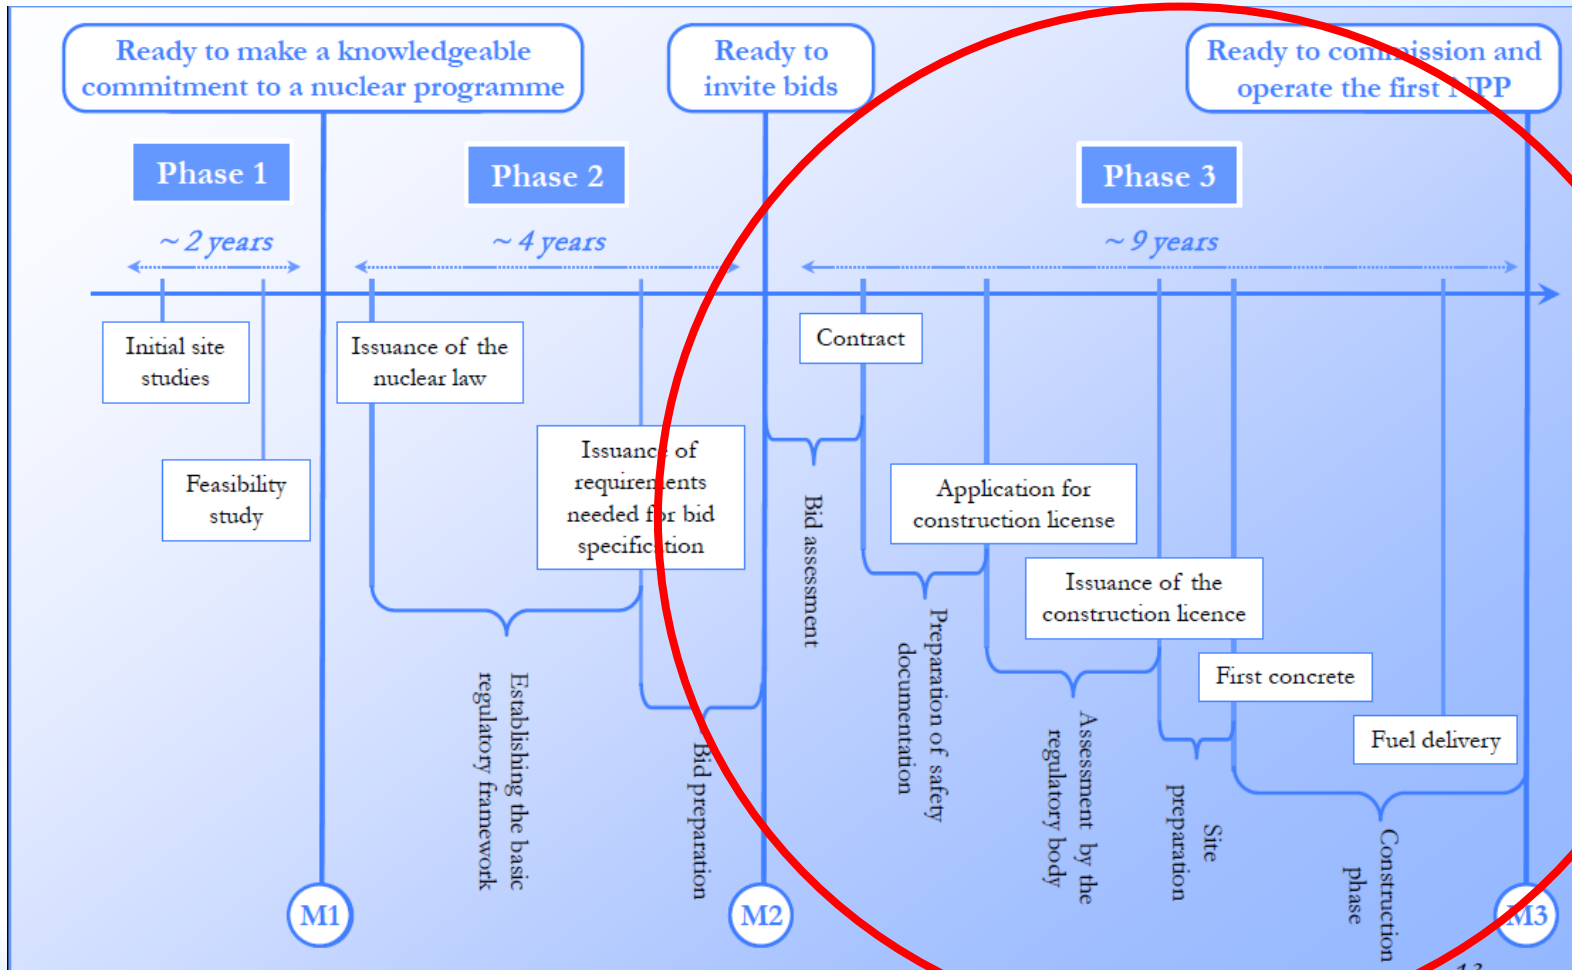 Ready to make a knowledgeable
commitment to a nuclear programme
Ready to
invite bids
Ready to commission and
operate the first NPP
Phase 1
Phase 2
Phase 3
~ 2 years
~ 4 years
~ 9 years
Initial site
studies
Feasibility
study
Issuance of the
nuclear law
Issuance of
requirements
needed for bid
specification
Contract
Application for
construction license
Issuance of the
construction licence
First concrete
Fuel delivery
Establishing the basic
regulatory framework
Bid preparation
Bid assessment
Preparation of safety
documentation
Assessment by the
regulatory body
Site
preparation
Construction
phase
M1
M2
M3